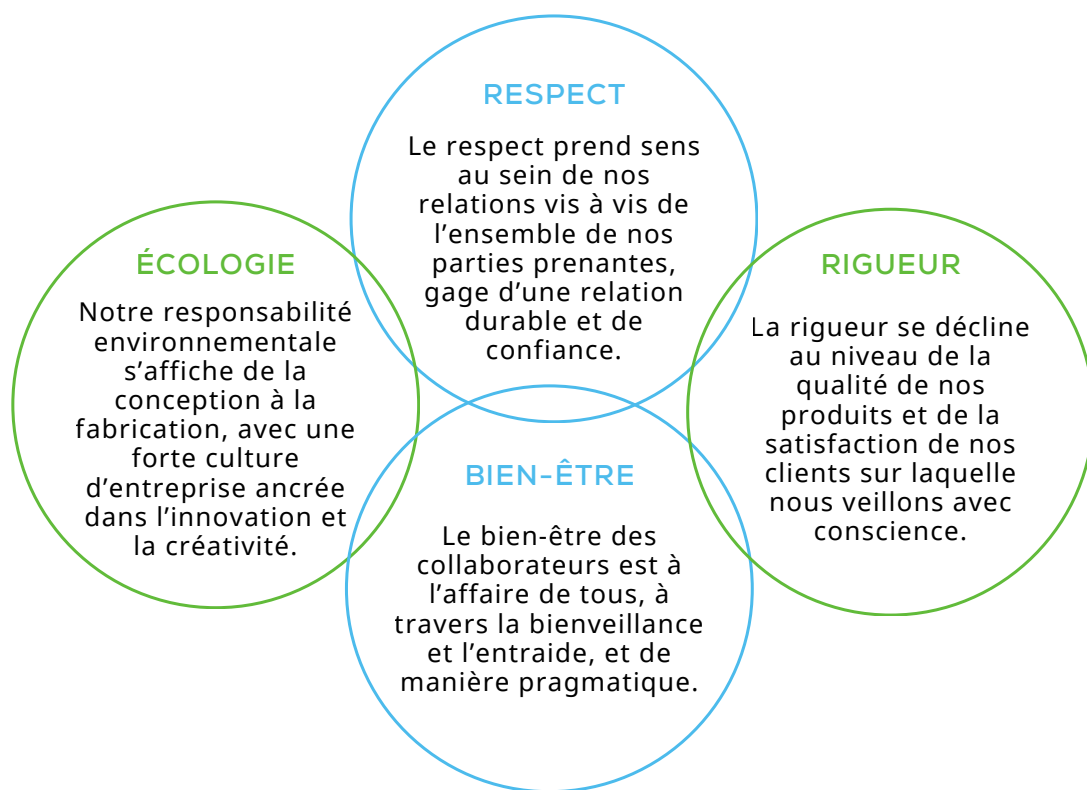 RESPECT
Le respect prend sens
au sein de nos
relations vis à vis de
l’ensemble de nos
parties prenantes,
gage d’une relation
durable et de
confiance.
ÉCOLOGIE
Notre responsabilité
environnementale
s’affiche de la
conception à la
fabrication, avec une
forte culture
d’entreprise ancrée
dans l’innovation et
la créativité.
RIGUEUR
La rigueur se décline
au niveau de la
qualité de nos
produits et de la
satisfaction de nos
clients sur laquelle
nous veillons avec
conscience.
BIEN-ÊTRE
Le bien-être des
collaborateurs est à
l’affaire de tous, à
travers la bienveillance
et l’entraide, et de
manière pragmatique.